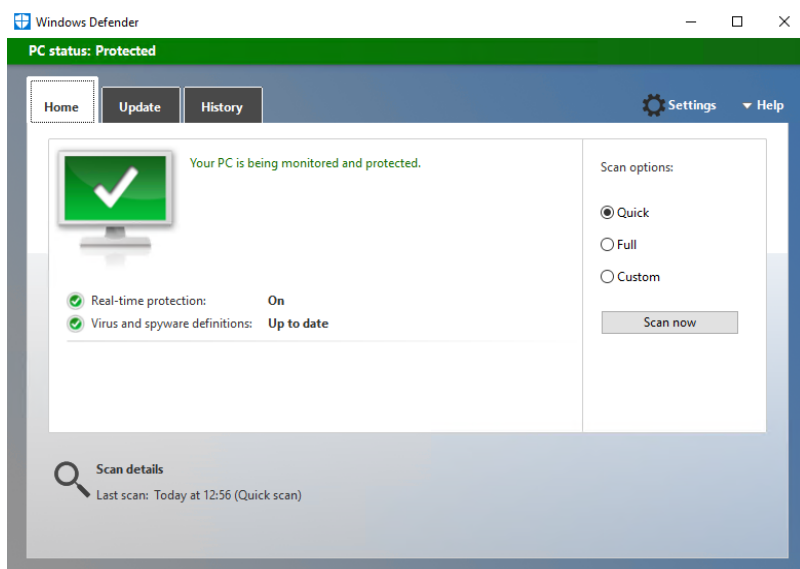 Windows Defender
PC status: Protected
Home Update History Settings Help
Your PC is being monitored and protected.
Scan options:
Quick
Full
Custom
Real-time protection: On
Virus and spyware definitions: Up to date
Scan now
Scan details
Last scan: Today at 12:56 (Quick scan)